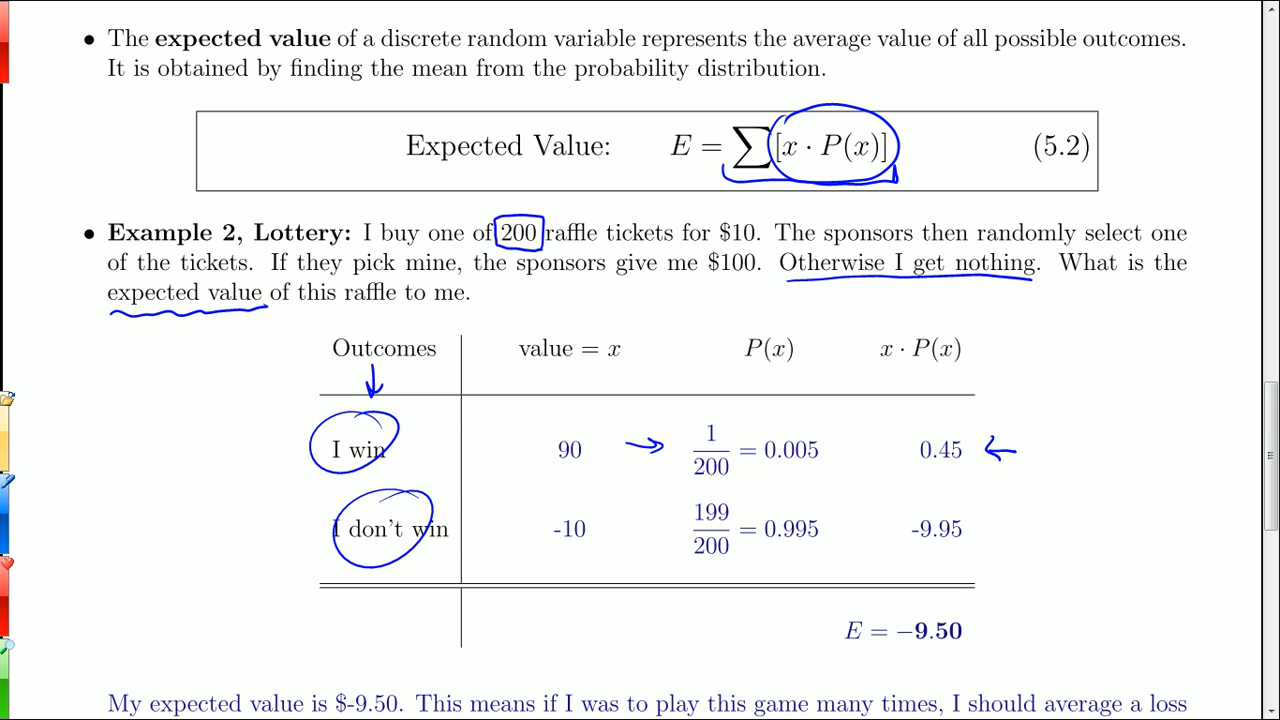 • The expected value of a discrete random variable represents the average value of all possible outcomes.
It is obtained by finding the mean from the probability distribution.
Expected Value: E = ∑[x · P(x)] (5.2)
• Example 2, Lottery: I buy one of 200 raffle tickets for $10. The sponsors then randomly select one
of the tickets. If they pick mine, the sponsors give me $100. Otherwise I get nothing. What is the
expected value of this raffle to me.
Outcomes value = x P(x) x · P(x)
I win 90 1/200 = 0.005 0.45
I don't win -10 199/200 = 0.995 -9.95
E = −9.50
My expected value is $-9.50. This means if I was to play this game many times, I should average a loss